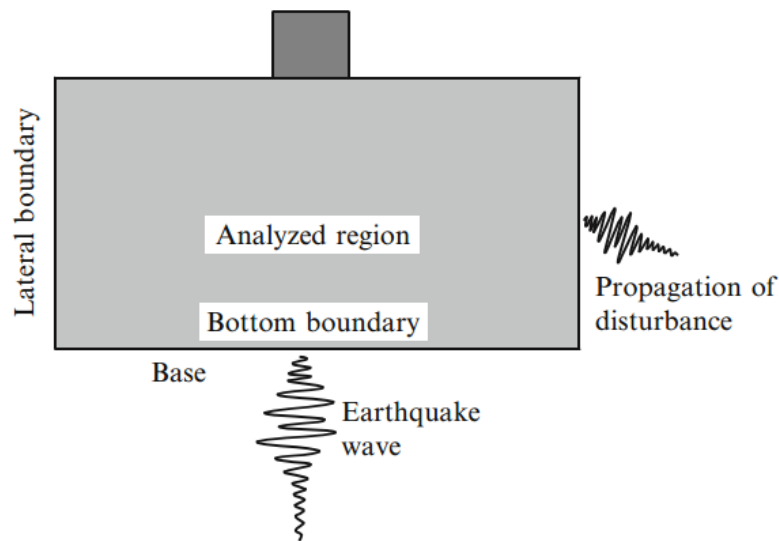 Lateral boundary
Analyzed region
Bottom boundary
Propagation of
disturbance
Base
Earthquake
wave